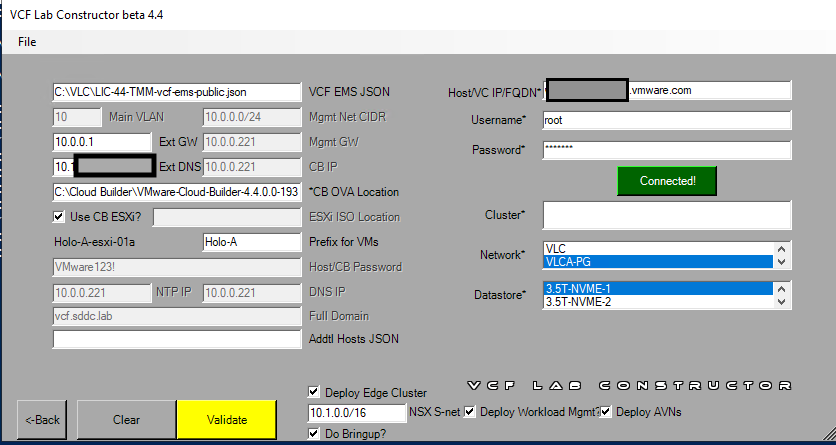 VCF Lab Constructor beta 4.4
File
C:\VLC\LIC-44-TMM-vcf-ems-public.json VCF EMS JSON
10 Main VLAN 10.0.0.0/24 Mgmt Net CIDR
10.0.0.1 Ext GW 10.0.0.221 Mgmt GW
10.1 Ext DNS 10.0.0.221 CB IP
C:\Cloud Builder\VMware-Cloud-Builder-4.4.0.0-193 *CB OVA Location
Use CB ESXi? ESXi ISO Location
Holo-A-esxi-01a Holo-A Prefix for VMs
VMware123! Host/CB Password
10.0.0.221 NTP IP 10.0.0.221 DNS IP
vcf.sddc.lab Full Domain
Addtl Hosts JSON
Host/VC IP/FQDN* .vmware.com
Username* root
Password* *******
Connected!
Cluster*
Network* VLC
VLCA-PG
Datastore* 3.5T-NVME-1
3.5T-NVME-2
VCF LAB CONSTRUCTOR
<-Back Clear Validate
Deploy Edge Cluster
10.1.0.0/16 NSX S-net Deploy Workload Mgmt? Deploy AVNs
Do Bringup?